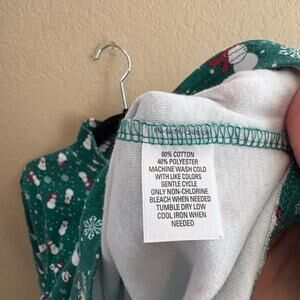 60% COTTON
40% POLYESTER
MACHINE WASH COLD
WITH LIKE COLORS
GENTLE CYCLE
ONLY NON-CHLORINE
BLEACH WHEN NEEDED
TUMBLE DRY LOW
COOL IRON WHEN
NEEDED